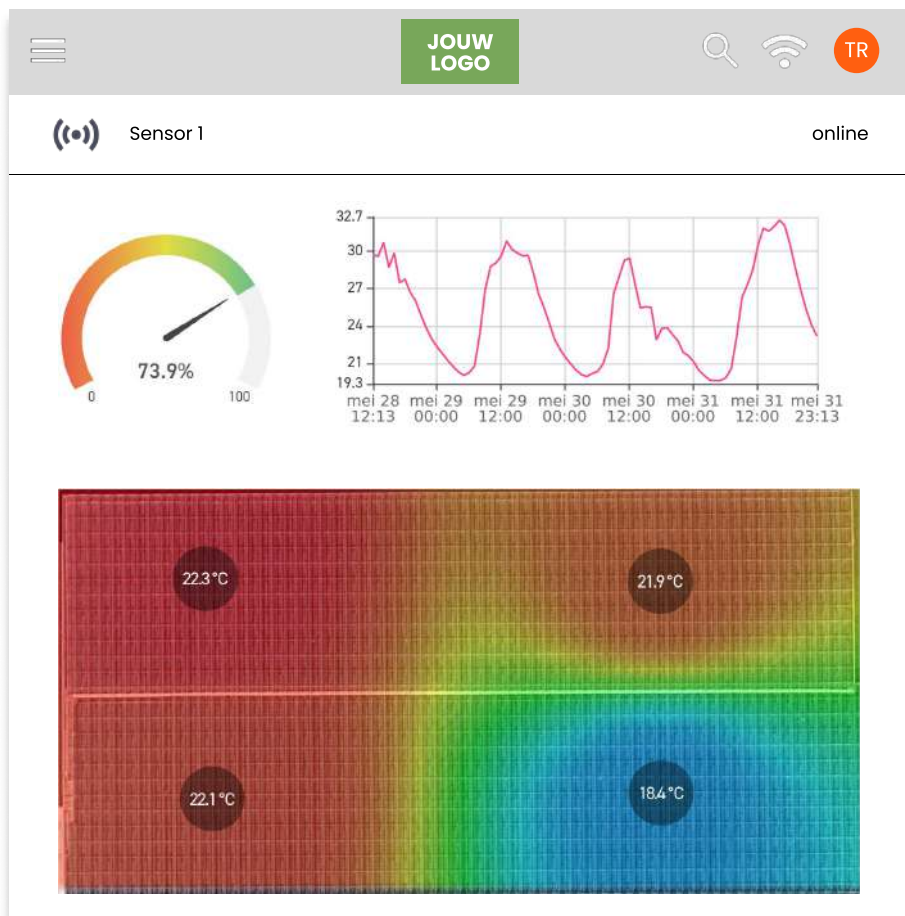 JOUW
LOGO
TR
Sensor 1
online
73.9%
0
100
32.7
30
27
24
21
19.3
mei 28
12:13
mei 29
00:00
mei 29
12:00
mei 30
00:00
mei 30
12:00
mei 31
00:00
mei 31
12:00
mei 31
23:13
22.3°C
21.9°C
22.1°C
18.4°C